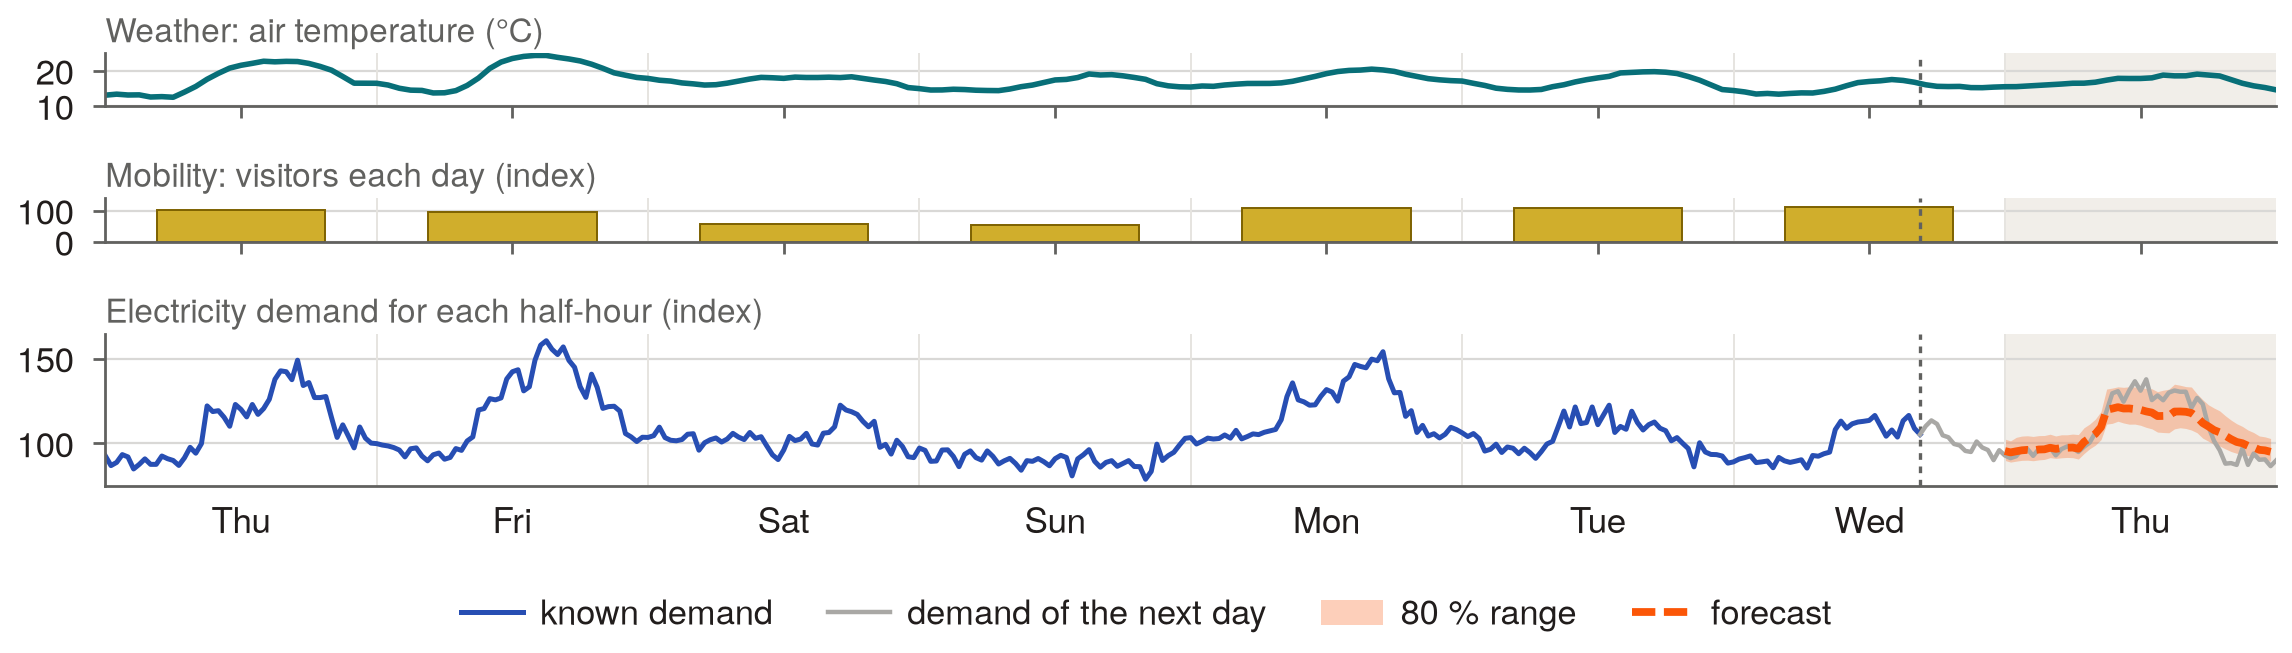 Weather: air temperature (°C)
20
10
Mobility: visitors each day (index)
100
0
Electricity demand for each half-hour (index)
150
100
Thu Fri Sat Sun Mon Tue Wed Thu
known demand demand of the next day 80 % range forecast